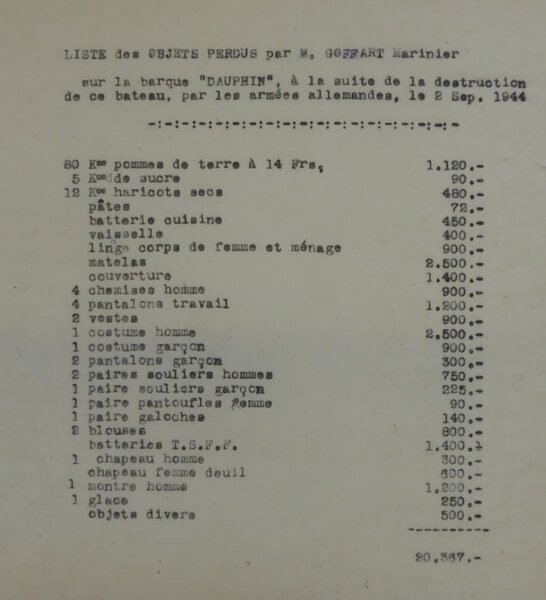 LISTE des OBJETS PERDUS par M. GOFFART Marinier
sur la barque "DAUPHIN", à la suite de la destruction
de ce bateau, par les armées allemandes, le 2 Sep. 1944
-:-:-:-:-:-:-:-:-:-:-:-:-:-:-:-:-:-:-:-
80 Kgs pommes de terre à 14 Frs, 1.120.-
5 Kgs de sucre 90.-
12 Kgs haricots secs 480.-
pâtes 72.-
batterie cuisine 450.-
vaisselle 400.-
linge corps de femme et ménage 900.-
matelas 2.500.-
couverture 1.400.-
4 chemises homme 900.-
4 pantalons travail 1.200.-
2 vestes 900.-
1 costume homme 2.500.-
1 costume garçon 900.-
2 pantalons garçon 300.-
2 paires souliers hommes 750.-
1 paire souliers garçon 225.-
1 paire pantoufles femme 90.-
1 paire galoches 140.-
2 blouses 800.-
batteries T.S.F.F. 1.400.-
1 chapeau homme 300.-
chapeau femme deuil 600.-
1 montre homme 1.200.-
1 glace 250.-
objets divers 500.-
----------
20.367.-